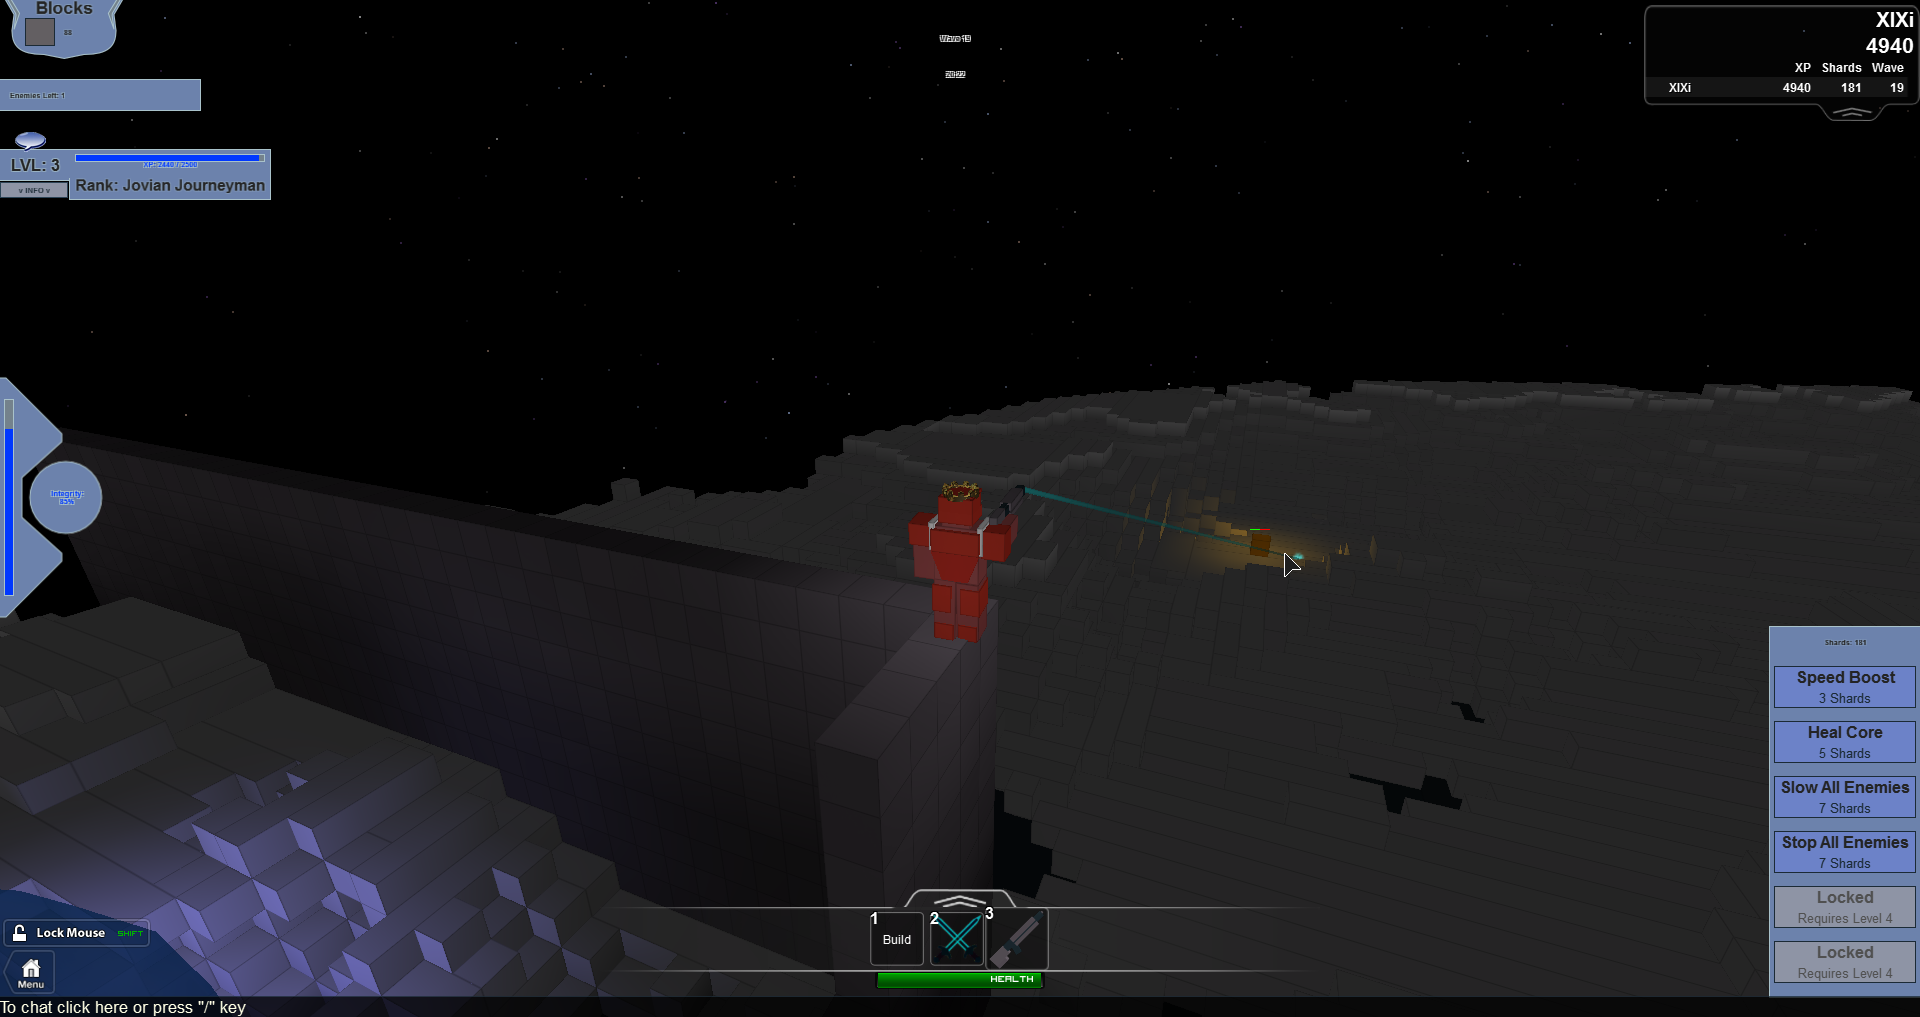 Blocks
88
Enemies Left: 1
LVL: 3
XP: 2440 / 2500
v INFO v
Rank: Jovian Journeyman
Wave 19
XIXi
4940
XP Shards Wave
XIXi 4940 181 19
Integrity:
85%
Shards: 181
Speed Boost
3 Shards
Heal Core
5 Shards
Slow All Enemies
7 Shards
Stop All Enemies
7 Shards
Locked
Requires Level 4
Locked
Requires Level 4
1
Build
2
3
HEALTH
Lock Mouse SHIFT
Menu
To chat click here or press "/" key